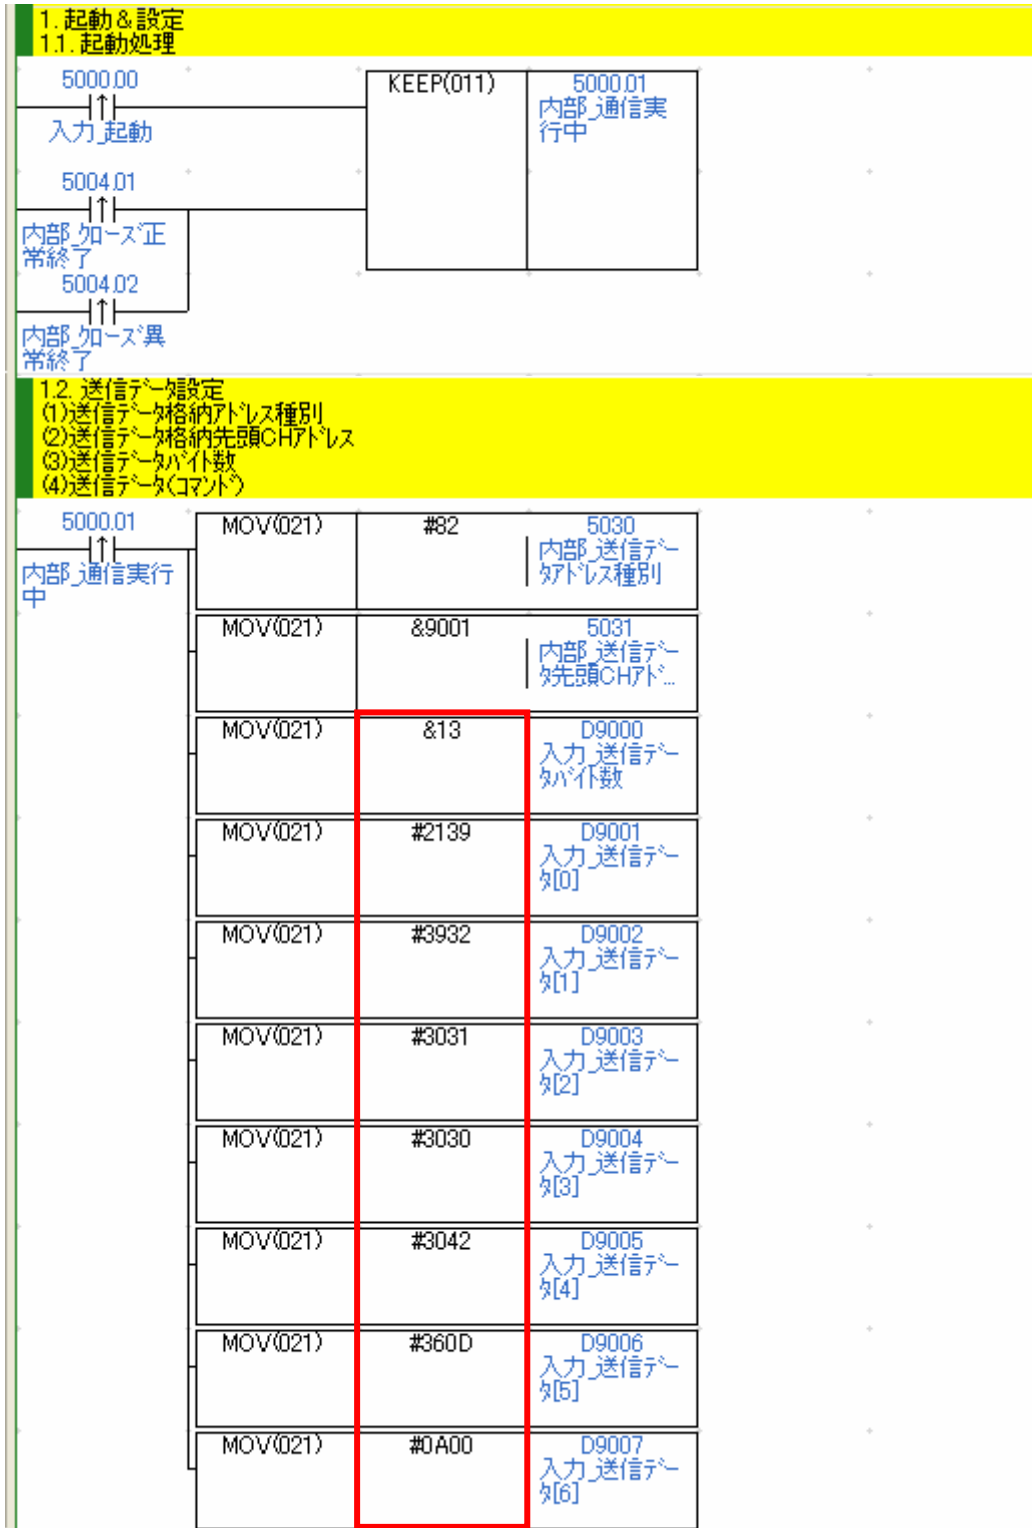 1. 起動＆設定
1.1. 起動処理
5000.00
入力_起動
KEEP(011)
5000.01
内部_通信実
行中
5004.01
内部_ｸﾛｰｽﾞ正
常終了
5004.02
内部_ｸﾛｰｽﾞ異
常終了
1.2. 送信ﾃﾞｰﾀ設定
(1)送信ﾃﾞｰﾀ格納ｱﾄﾞﾚｽ種別
(2)送信ﾃﾞｰﾀ格納先頭CHｱﾄﾞﾚｽ
(3)送信ﾃﾞｰﾀﾊﾞｲﾄ数
(4)送信ﾃﾞｰﾀ(ｺﾏﾝﾄﾞ)
5000.01
内部_通信実行
中
MOV(021)
#82
5030
内部_送信ﾃﾞｰ
ﾀｱﾄﾞﾚｽ種別
MOV(021)
&9001
5031
内部_送信ﾃﾞｰ
ﾀ先頭CHｱﾄﾞ...
MOV(021)
&13
D9000
入力_送信ﾃﾞｰ
ﾀﾊﾞｲﾄ数
MOV(021)
#2139
D9001
入力_送信ﾃﾞｰ
ﾀ[0]
MOV(021)
#3932
D9002
入力_送信ﾃﾞｰ
ﾀ[1]
MOV(021)
#3031
D9003
入力_送信ﾃﾞｰ
ﾀ[2]
MOV(021)
#3030
D9004
入力_送信ﾃﾞｰ
ﾀ[3]
MOV(021)
#3042
D9005
入力_送信ﾃﾞｰ
ﾀ[4]
MOV(021)
#360D
D9006
入力_送信ﾃﾞｰ
ﾀ[5]
MOV(021)
#0A00
D9007
入力_送信ﾃﾞｰ
ﾀ[6]